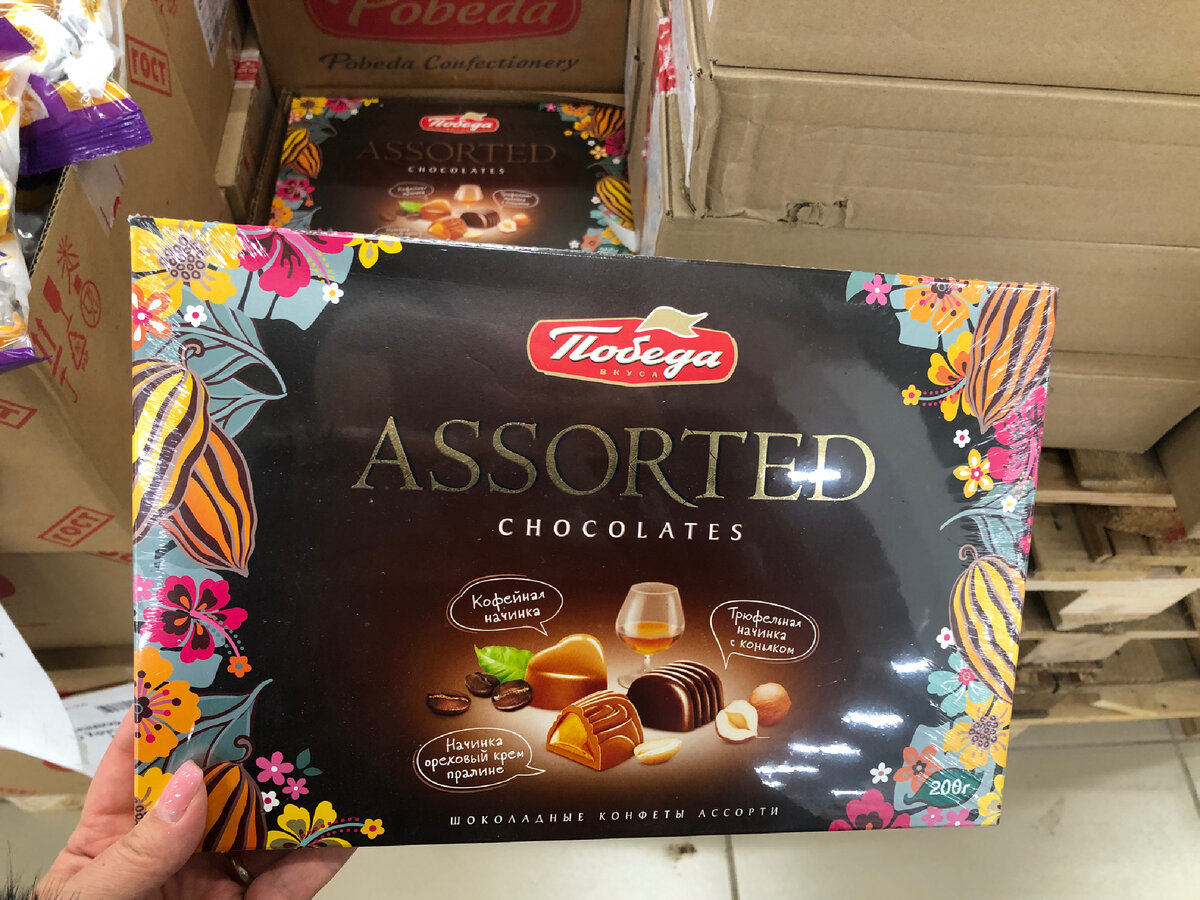 Pobeda
Pobeda Confectionery
ГОСТ
Победа
ASSORTED
CHOCOLATES
Победа
ВКУСА
ASSORTED
CHOCOLATES
Кофейная
начинка
Трюфельная
начинка
с коньяком
Начинка
ореховый крем
пралине
200г
ШОКОЛАДНЫЕ КОНФЕТЫ АССОРТИ
ГОСТ